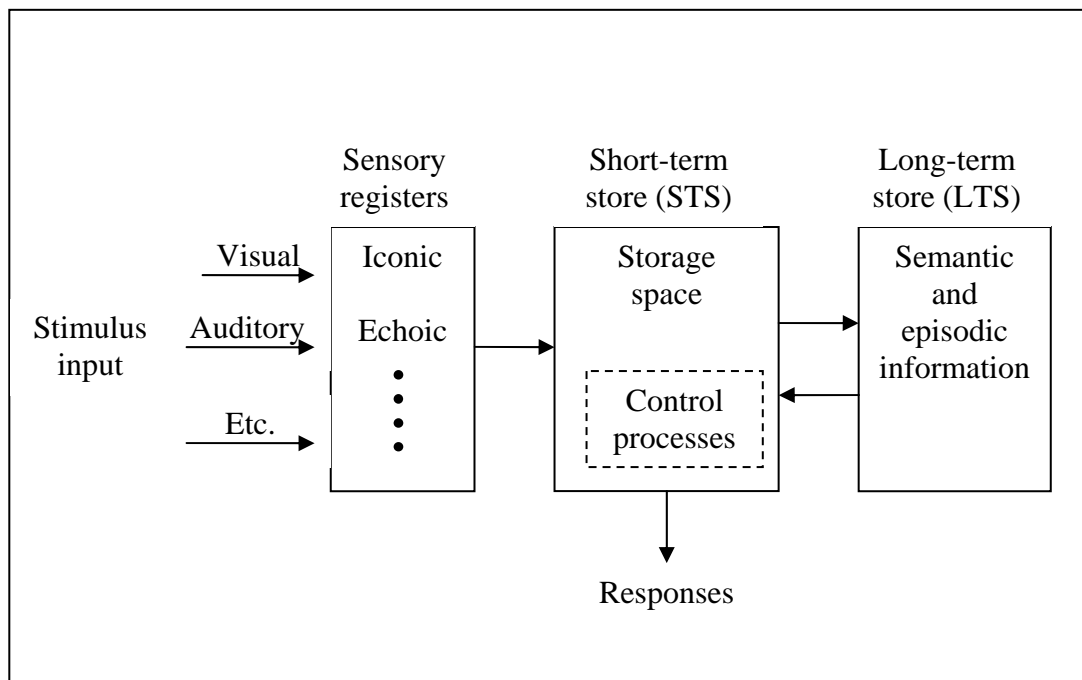 Sensory
registers
Short-term
store (STS)
Long-term
store (LTS)
Stimulus
input
Visual
Auditory
Etc.
Iconic
Echoic
Storage
space
Control
processes
Semantic
and
episodic
information
Responses